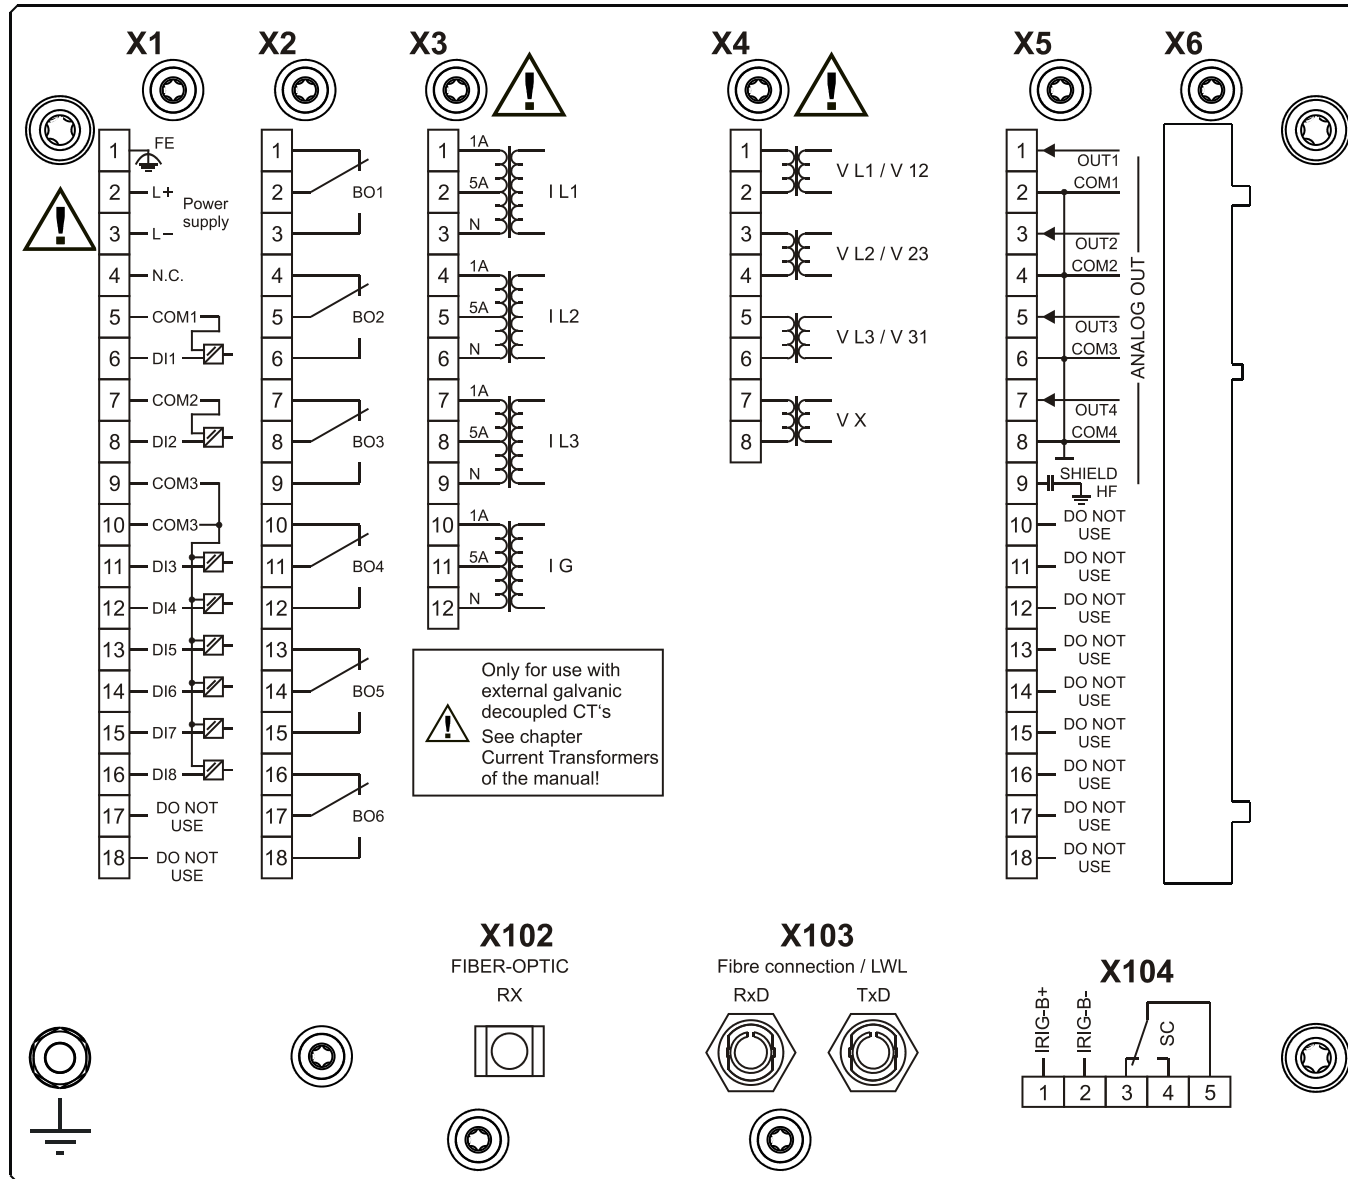 X1
X2
X3
X4
X5
X6
1 FE
2 L+
3 L−
Power
supply
4 N.C.
5 COM1
6 DI1
7 COM2
8 DI2
9 COM3
10 COM3
11 DI3
12 DI4
13 DI5
14 DI6
15 DI7
16 DI8
17 DO NOT
USE
18 DO NOT
USE
1
2 BO1
3
4
5 BO2
6
7
8 BO3
9
10
11 BO4
12
13
14 BO5
15
16
17 BO6
18
1 1A
2 5A I L1
3 N
4 1A
5 5A I L2
6 N
7 1A
8 5A I L3
9 N
10 1A
11 5A I G
12 N
Only for use with
external galvanic
decoupled CT‘s
See chapter
Current Transformers
of the manual!
1
2
V L1 / V 12
3
4
V L2 / V 23
5
6
V L3 / V 31
7
8
V X
1 OUT1
2 COM1
3 OUT2
4 COM2
5 OUT3
6 COM3
7 OUT4
8 COM4
ANALOG OUT
9 SHIELD
HF
10 DO NOT
USE
11 DO NOT
USE
12 DO NOT
USE
13 DO NOT
USE
14 DO NOT
USE
15 DO NOT
USE
16 DO NOT
USE
17 DO NOT
USE
18 DO NOT
USE
X102
FIBER-OPTIC
RX
X103
Fibre connection / LWL
RxD TxD
X104
IRIG-B+
IRIG-B-
SC
1 2 3 4 5